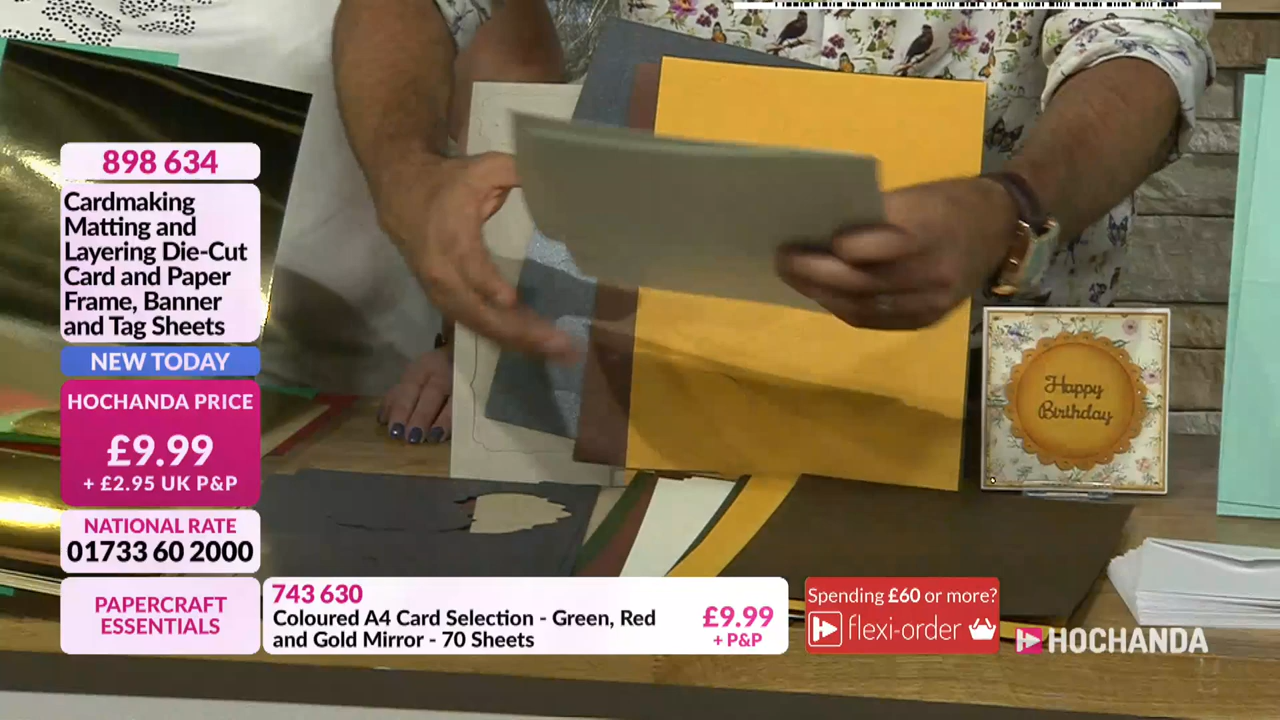 898 634
Cardmaking
Matting and
Layering Die-Cut
Card and Paper
Frame, Banner
and Tag Sheets
NEW TODAY
HOCHANDA PRICE
£9.99
+ £2.95 UK P&P
NATIONAL RATE
01733 60 2000
PAPERCRAFT
ESSENTIALS
743 630
Coloured A4 Card Selection - Green, Red
and Gold Mirror - 70 Sheets
£9.99
+ P&P
Spending £60 or more?
flexi-order
HOCHANDA
Happy
Birthday